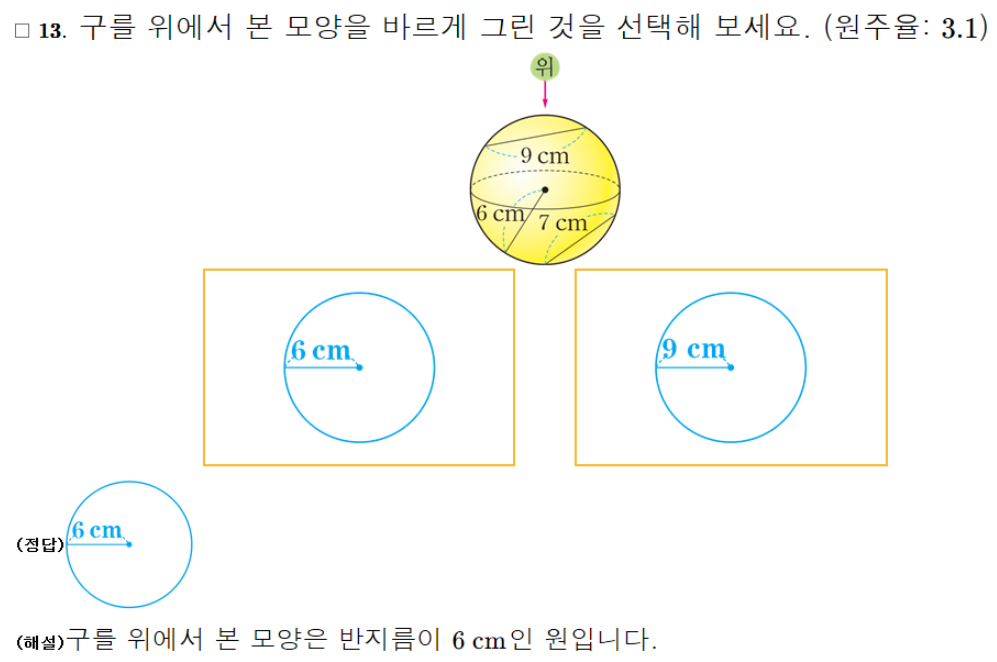 □ 13. 구를 위에서 본 모양을 바르게 그린 것을 선택해 보세요. (원주율: 3.1)
위
9 cm
6 cm
7 cm
6 cm
9 cm
6 cm
(정답)
(해설)구를 위에서 본 모양은 반지름이 6 cm인 원입니다.